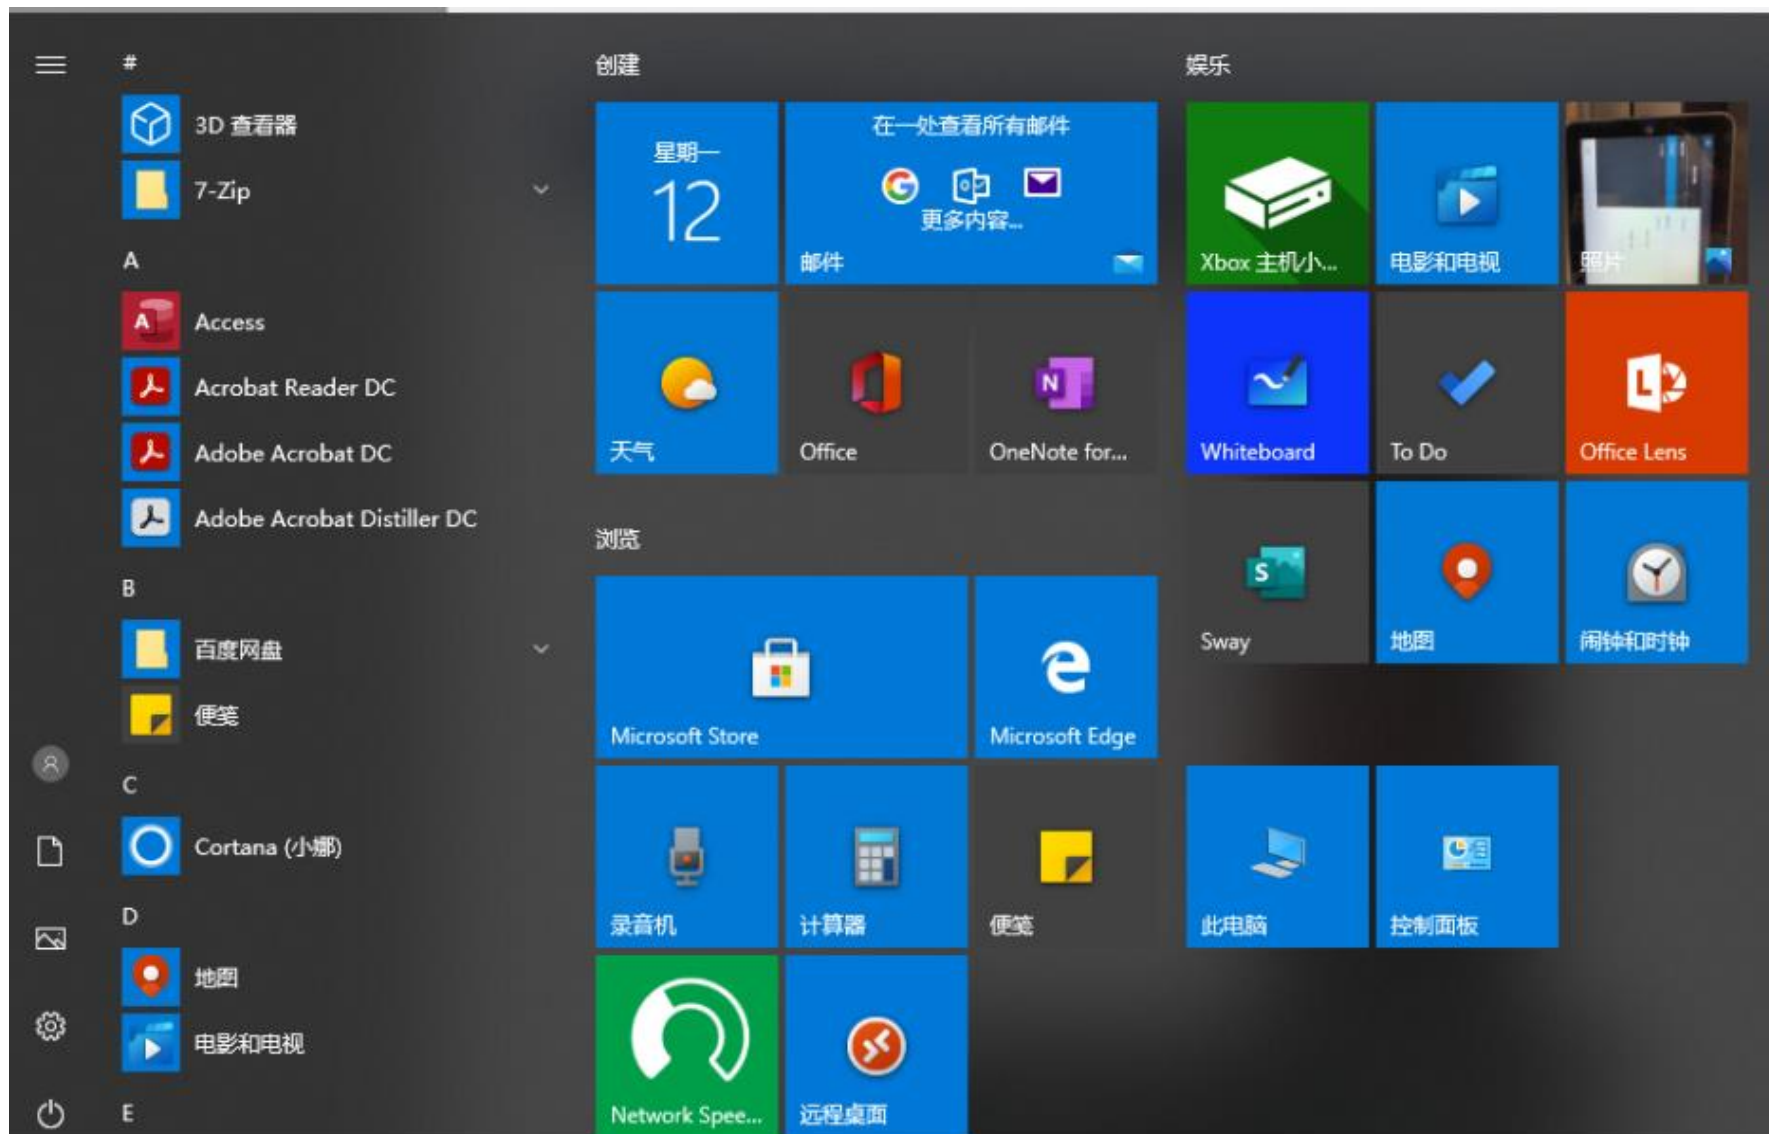 #
3D 查看器
7-Zip
A
Access
Acrobat Reader DC
Adobe Acrobat DC
Adobe Acrobat Distiller DC
B
百度网盘
便笺
C
Cortana (小娜)
D
地图
电影和电视
E
创建
星期一
12
在一处查看所有邮件
更多内容...
邮件
天气
Office
OneNote for...
浏览
Microsoft Store
Microsoft Edge
录音机
计算器
便笺
Network Spee...
远程桌面
娱乐
Xbox 主机小...
电影和电视
照片
Whiteboard
To Do
Office Lens
Sway
地图
闹钟和时钟
此电脑
控制面板